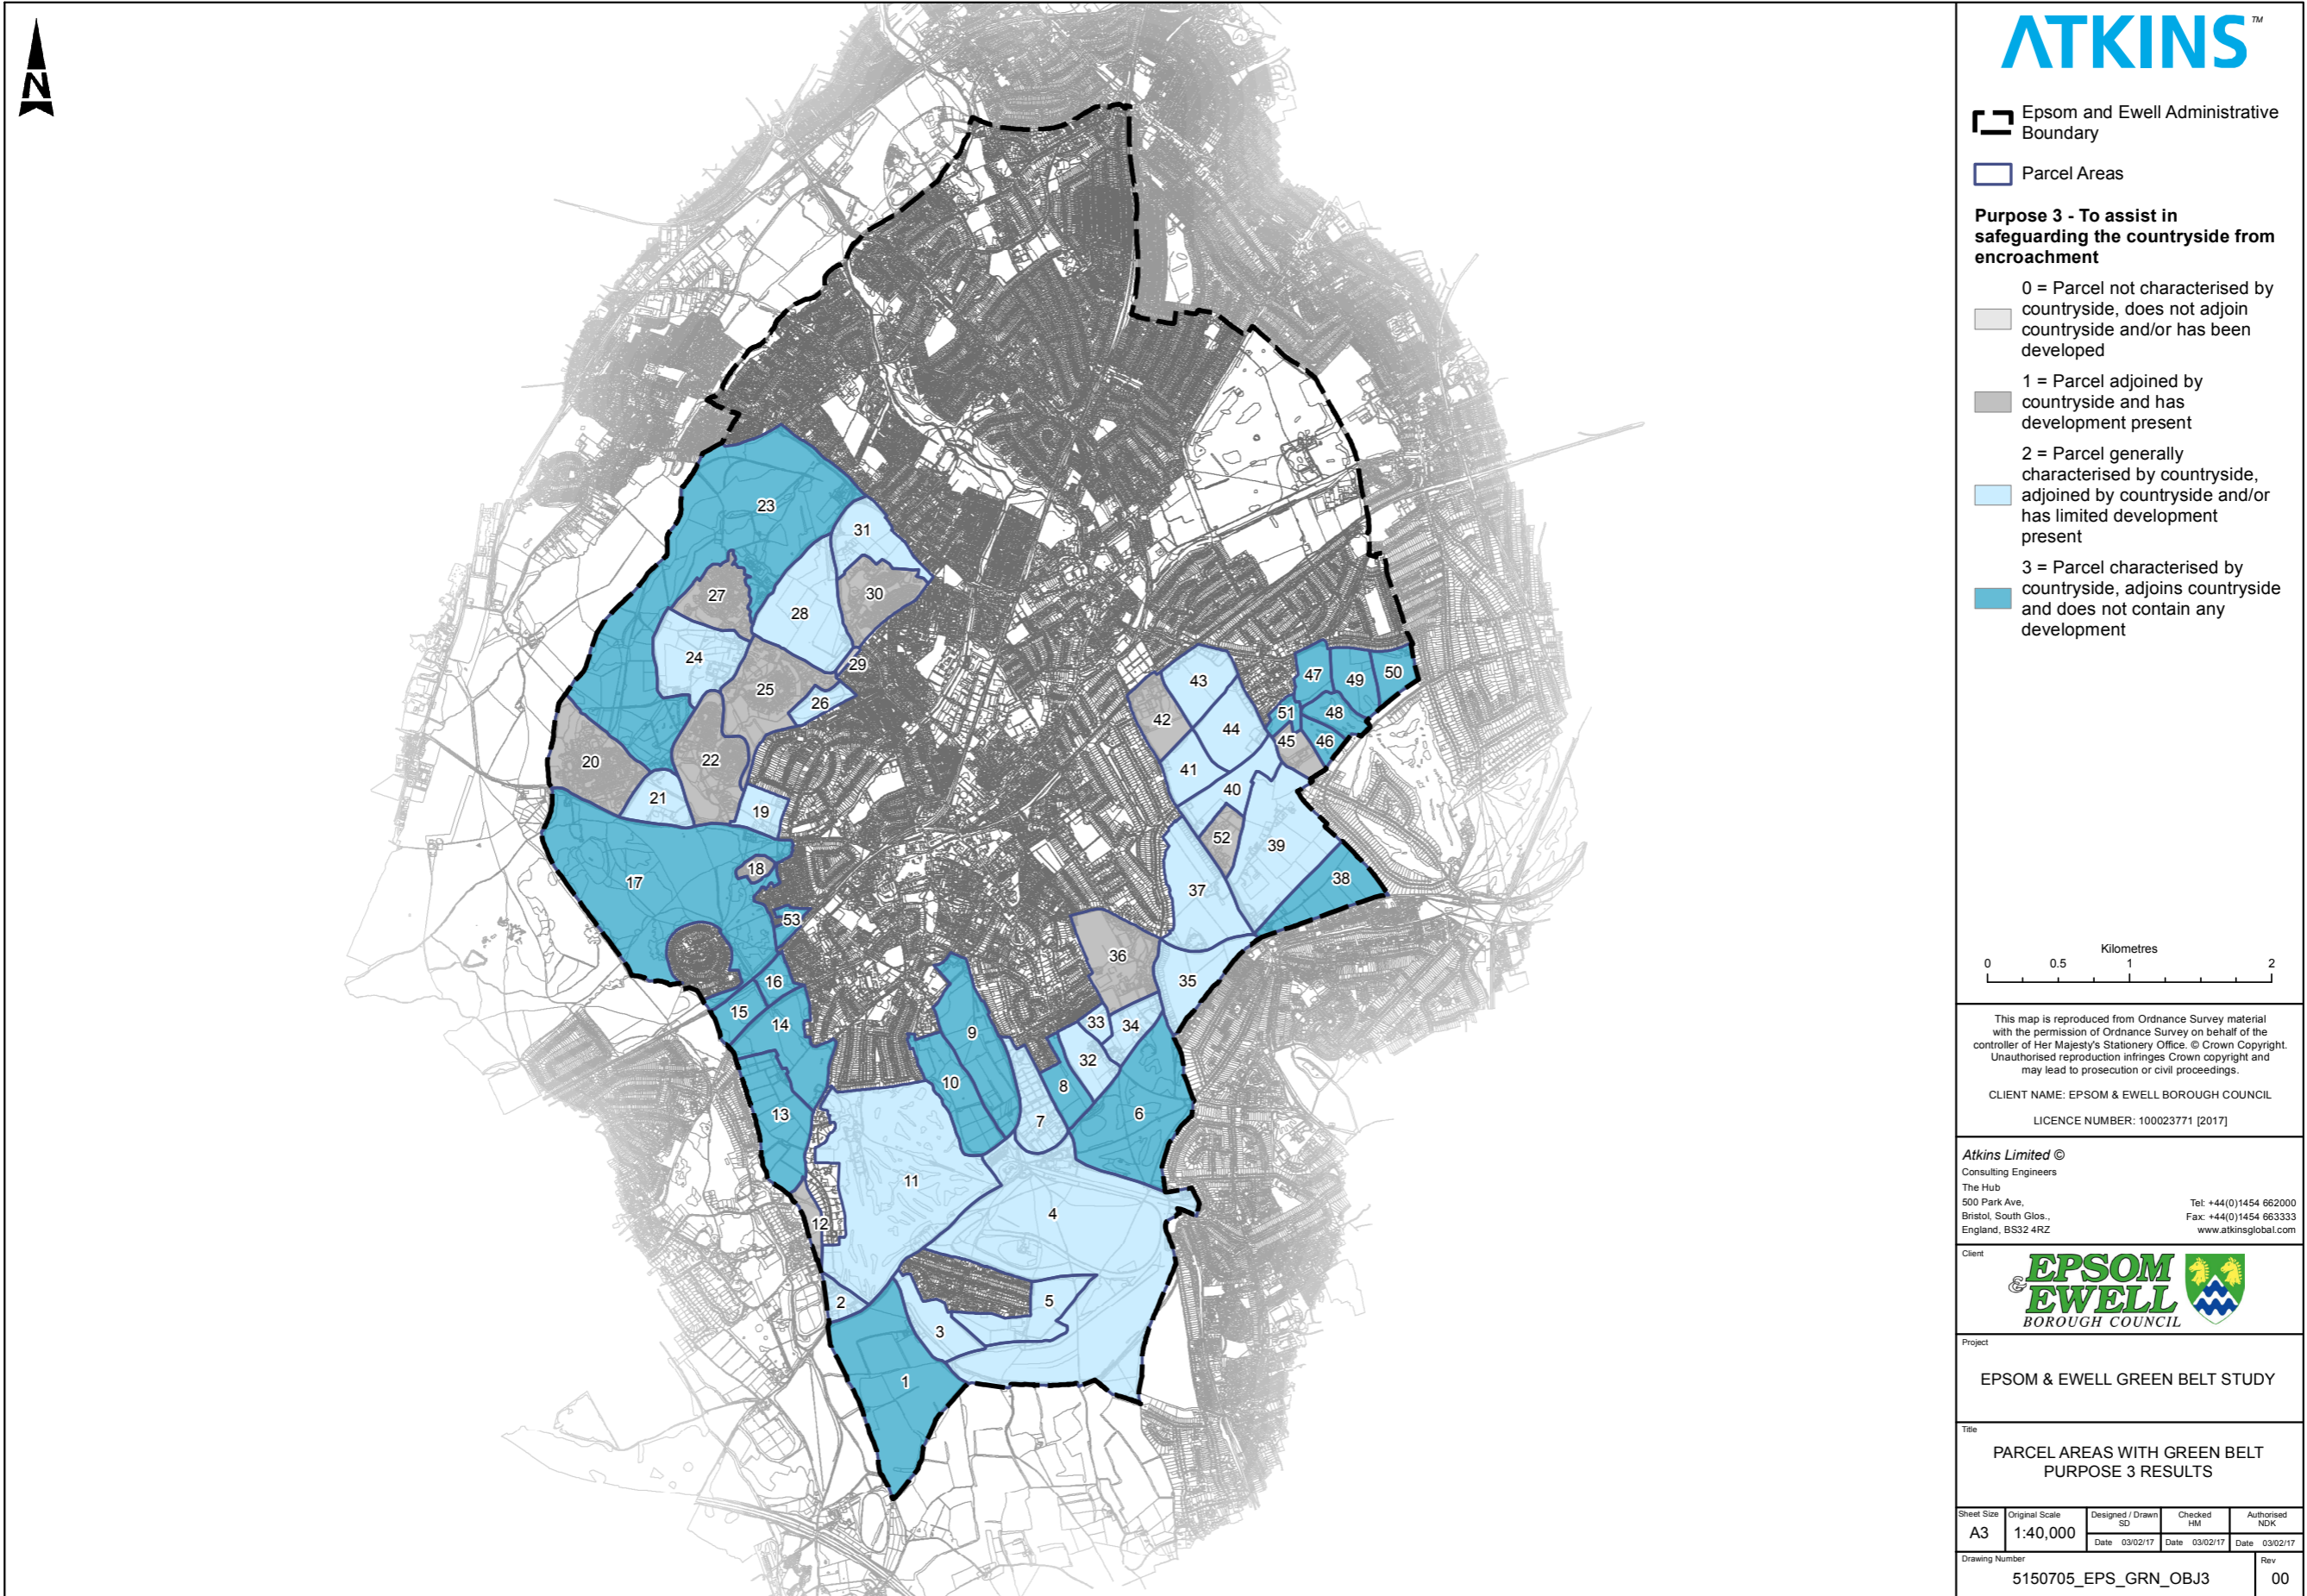 N
23
31
27
30
28
24
29
25
26
20
22
21
19
17
18
53
16
15
14
13
12
11
10
9
8
7
6
4
5
3
2
1
32
33
34
35
36
37
38
39
40
41
42
43
44
45
46
47
48
49
50
51
52
ATKINS™
Epsom and Ewell Administrative
Boundary
Parcel Areas
Purpose 3 - To assist in
safeguarding the countryside from
encroachment
0 = Parcel not characterised by
countryside, does not adjoin
countryside and/or has been
developed
1 = Parcel adjoined by
countryside and has
development present
2 = Parcel generally
characterised by countryside,
adjoined by countryside and/or
has limited development
present
3 = Parcel characterised by
countryside, adjoins countryside
and does not contain any
development
Kilometres
0 0.5 1 2
This map is reproduced from Ordnance Survey material
with the permission of Ordnance Survey on behalf of the
controller of Her Majesty's Stationery Office. © Crown Copyright.
Unauthorised reproduction infringes Crown copyright and
may lead to prosecution or civil proceedings.
CLIENT NAME: EPSOM & EWELL BOROUGH COUNCIL
LICENCE NUMBER: 100023771 [2017]
Atkins Limited ©
Consulting Engineers
The Hub
500 Park Ave,
Bristol, South Glos.,
England, BS32 4RZ
Tel: +44(0)1454 662000
Fax: +44(0)1454 663333
www.atkinsglobal.com
Client
EPSOM
& EWELL
BOROUGH COUNCIL
Project
EPSOM & EWELL GREEN BELT STUDY
Title
PARCEL AREAS WITH GREEN BELT
PURPOSE 3 RESULTS
Sheet Size
A3
Original Scale
1:40,000
Designed / Drawn
SD
Date 03/02/17
Checked
HM
Date 03/02/17
Authorised
NDK
Date 03/02/17
Drawing Number
5150705_EPS_GRN_OBJ3
Rev
00